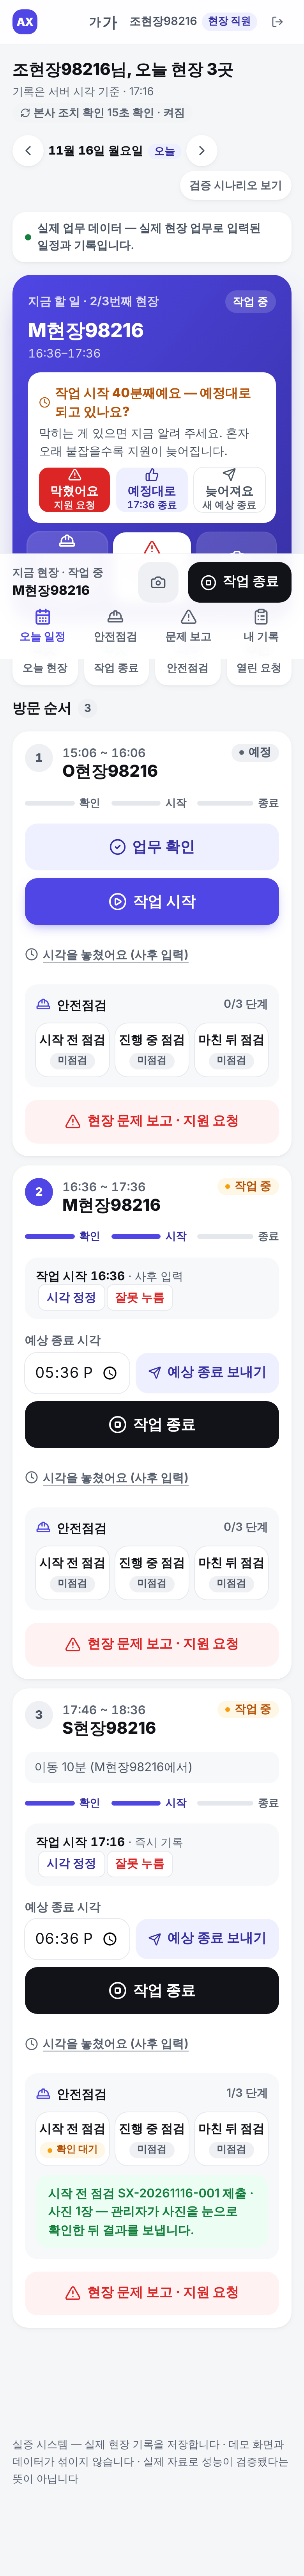 AX
가가 조현장98216 현장 직원
조현장98216님, 오늘 현장 3곳
기록은 서버 시각 기준 · 17:16
본사 조치 확인 15초 확인 · 켜짐
11월 16일 월요일 오늘
검증 시나리오 보기
실제 업무 데이터 — 실제 현장 업무로 입력된
일정과 기록입니다.
지금 할 일 · 2/3번째 현장 작업 중
M현장98216
16:36–17:36
작업 시작 40분째예요 — 예정대로
되고 있나요?
막히는 게 있으면 지금 알려 주세요. 혼자
오래 붙잡을수록 지원이 늦어집니다.
막혔어요 예정대로 늦어져요
지원 요청 17:36 종료 새 예상 종료
지금 현장 · 작업 중
M현장98216
작업 종료
오늘 일정 안전점검 문제 보고 내 기록
오늘 현장 작업 종료 안전점검 열린 요청
방문 순서 3
1 15:06 ~ 16:06 예정
O현장98216
확인 시작 종료
업무 확인
작업 시작
시각을 놓쳤어요 (사후 입력)
안전점검 0/3 단계
시작 전 점검 진행 중 점검 마친 뒤 점검
미점검 미점검 미점검
현장 문제 보고 · 지원 요청
2 16:36 ~ 17:36 작업 중
M현장98216
확인 시작 종료
작업 시작 16:36 · 사후 입력
시각 정정 잘못 누름
예상 종료 시각
05:36 P 예상 종료 보내기
작업 종료
시각을 놓쳤어요 (사후 입력)
안전점검 0/3 단계
시작 전 점검 진행 중 점검 마친 뒤 점검
미점검 미점검 미점검
현장 문제 보고 · 지원 요청
3 17:46 ~ 18:36 작업 중
S현장98216
이동 10분 (M현장98216에서)
확인 시작 종료
작업 시작 17:16 · 즉시 기록
시각 정정 잘못 누름
예상 종료 시각
06:36 P 예상 종료 보내기
작업 종료
시각을 놓쳤어요 (사후 입력)
안전점검 1/3 단계
시작 전 점검 진행 중 점검 마친 뒤 점검
확인 대기 미점검 미점검
시작 전 점검 SX-20261116-001 제출 ·
사진 1장 — 관리자가 사진을 눈으로
확인한 뒤 결과를 보냅니다.
현장 문제 보고 · 지원 요청
실증 시스템 — 실제 현장 기록을 저장합니다 · 데모 화면과
데이터가 섞이지 않습니다 · 실제 자료로 성능이 검증됐다는
뜻이 아닙니다